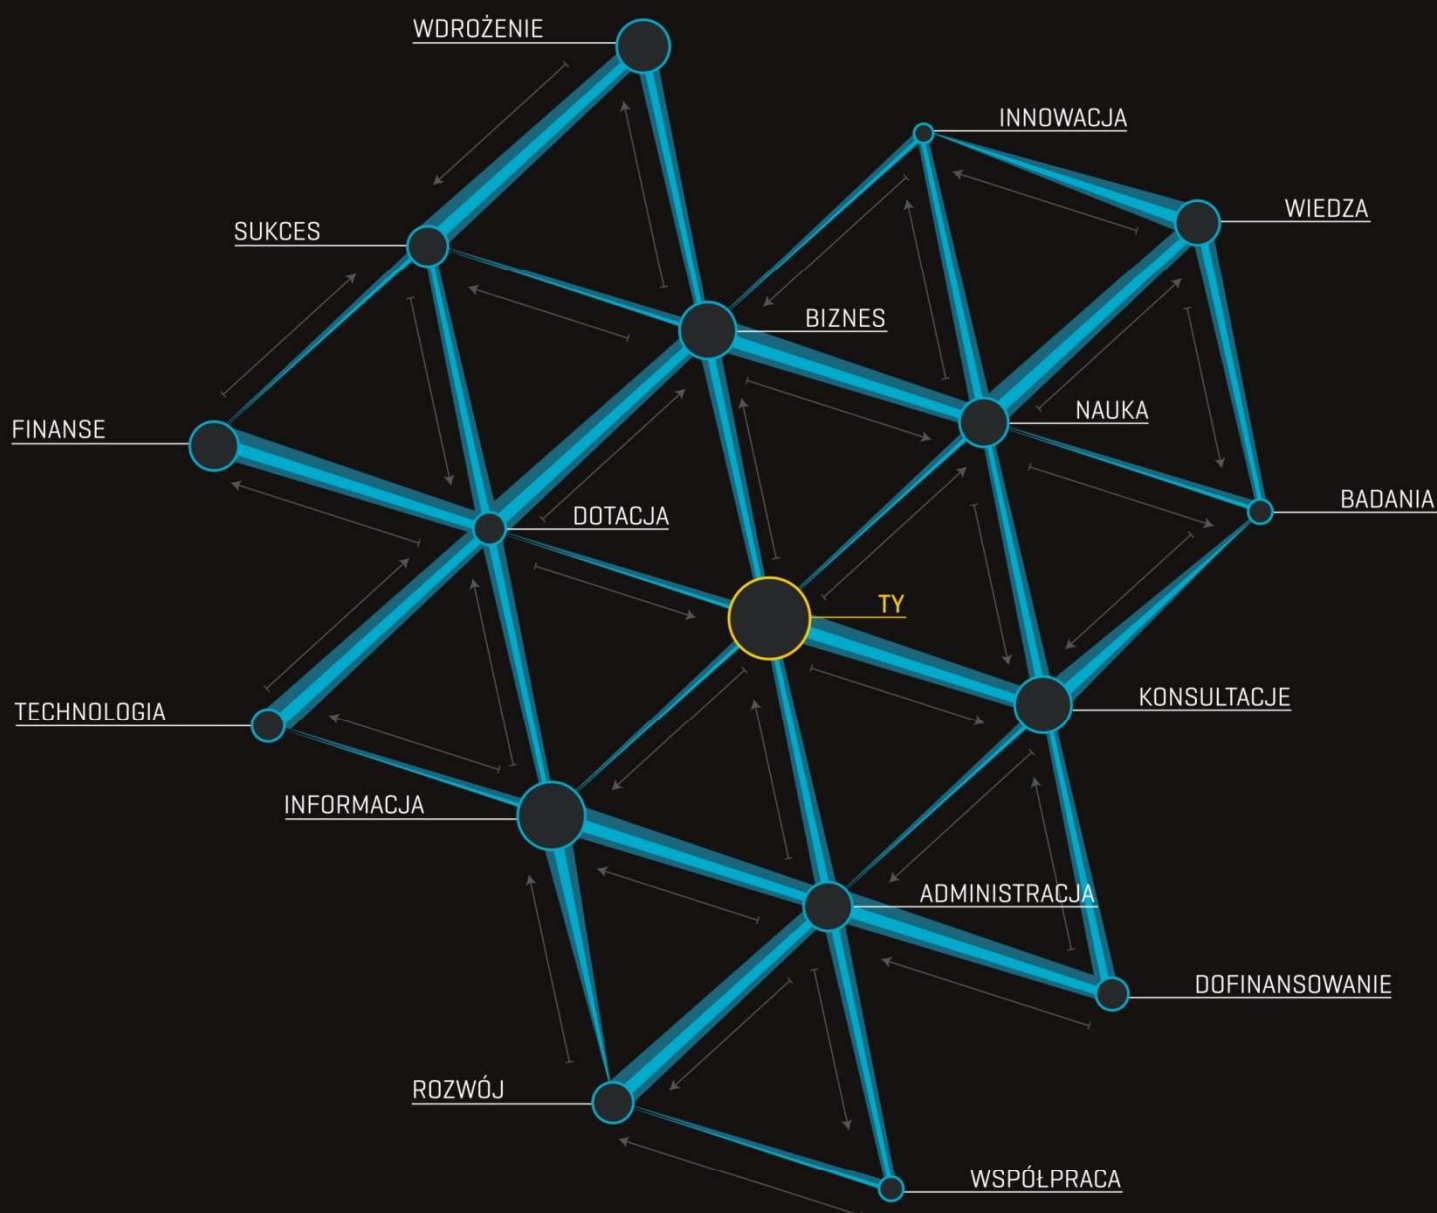 WDROŻENIE
INNOWACJA
WIEDZA
SUKCES
BIZNES
NAUKA
FINANSE
BADANIA
DOTACJA
TY
KONSULTACJE
TECHNOLOGIA
INFORMACJA
ADMINISTRACJA
DOFINANSOWANIE
ROZWÓJ
WSPÓŁPRACA